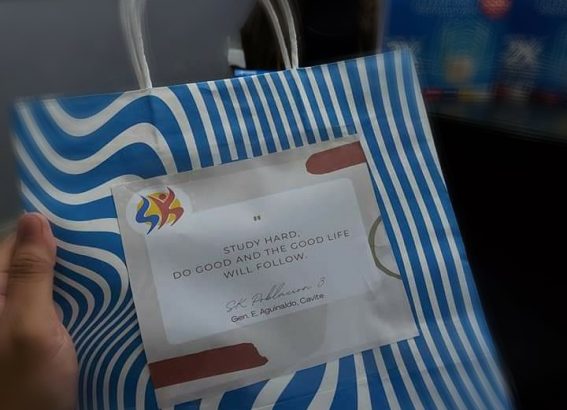 "
STUDY HARD,
DO GOOD AND THE GOOD LIFE
WILL FOLLOW.
SK Poblacion 3
Gen. E. Aguinaldo, Cavite